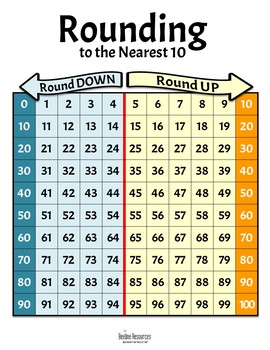 Rounding
to the Nearest 10
Round DOWN Round UP
0 1 2 3 4 5 6 7 8 9 10
10 11 12 13 14 15 16 17 18 19 20
20 21 22 23 24 25 26 27 28 29 30
30 31 32 33 34 35 36 37 38 39 40
40 41 42 43 44 45 46 47 48 49 50
50 51 52 53 54 55 56 57 58 59 60
60 61 62 63 64 65 66 67 68 69 70
70 71 72 73 74 75 76 77 78 79 80
80 81 82 83 84 85 86 87 88 89 90
90 91 92 93 94 95 96 97 98 99 100
Beeline Resources